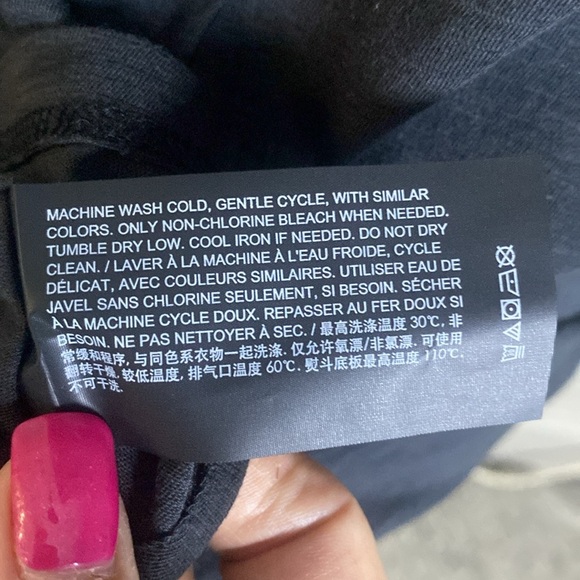 MACHINE WASH COLD, GENTLE CYCLE, WITH SIMILAR
COLORS. ONLY NON-CHLORINE BLEACH WHEN NEEDED.
TUMBLE DRY LOW. COOL IRON IF NEEDED. DO NOT DRY
CLEAN. / LAVER À LA MACHINE À L'EAU FROIDE, CYCLE
DÉLICAT, AVEC COULEURS SIMILAIRES. UTILISER EAU DE
JAVEL SANS CHLORINE SEULEMENT, SI BESOIN. SÉCHER
À LA MACHINE CYCLE DOUX. REPASSER AU FER DOUX SI
BESOIN. NE PAS NETTOYER À SEC. / 最高洗涤温度 30℃, 非
常缓和程序, 与同色系衣物一起洗涤. 仅允许氧漂/非氯漂. 可使用
翻转干燥. 较低温度, 排气口温度 60℃. 熨斗底板最高温度 110℃.
不可干洗.